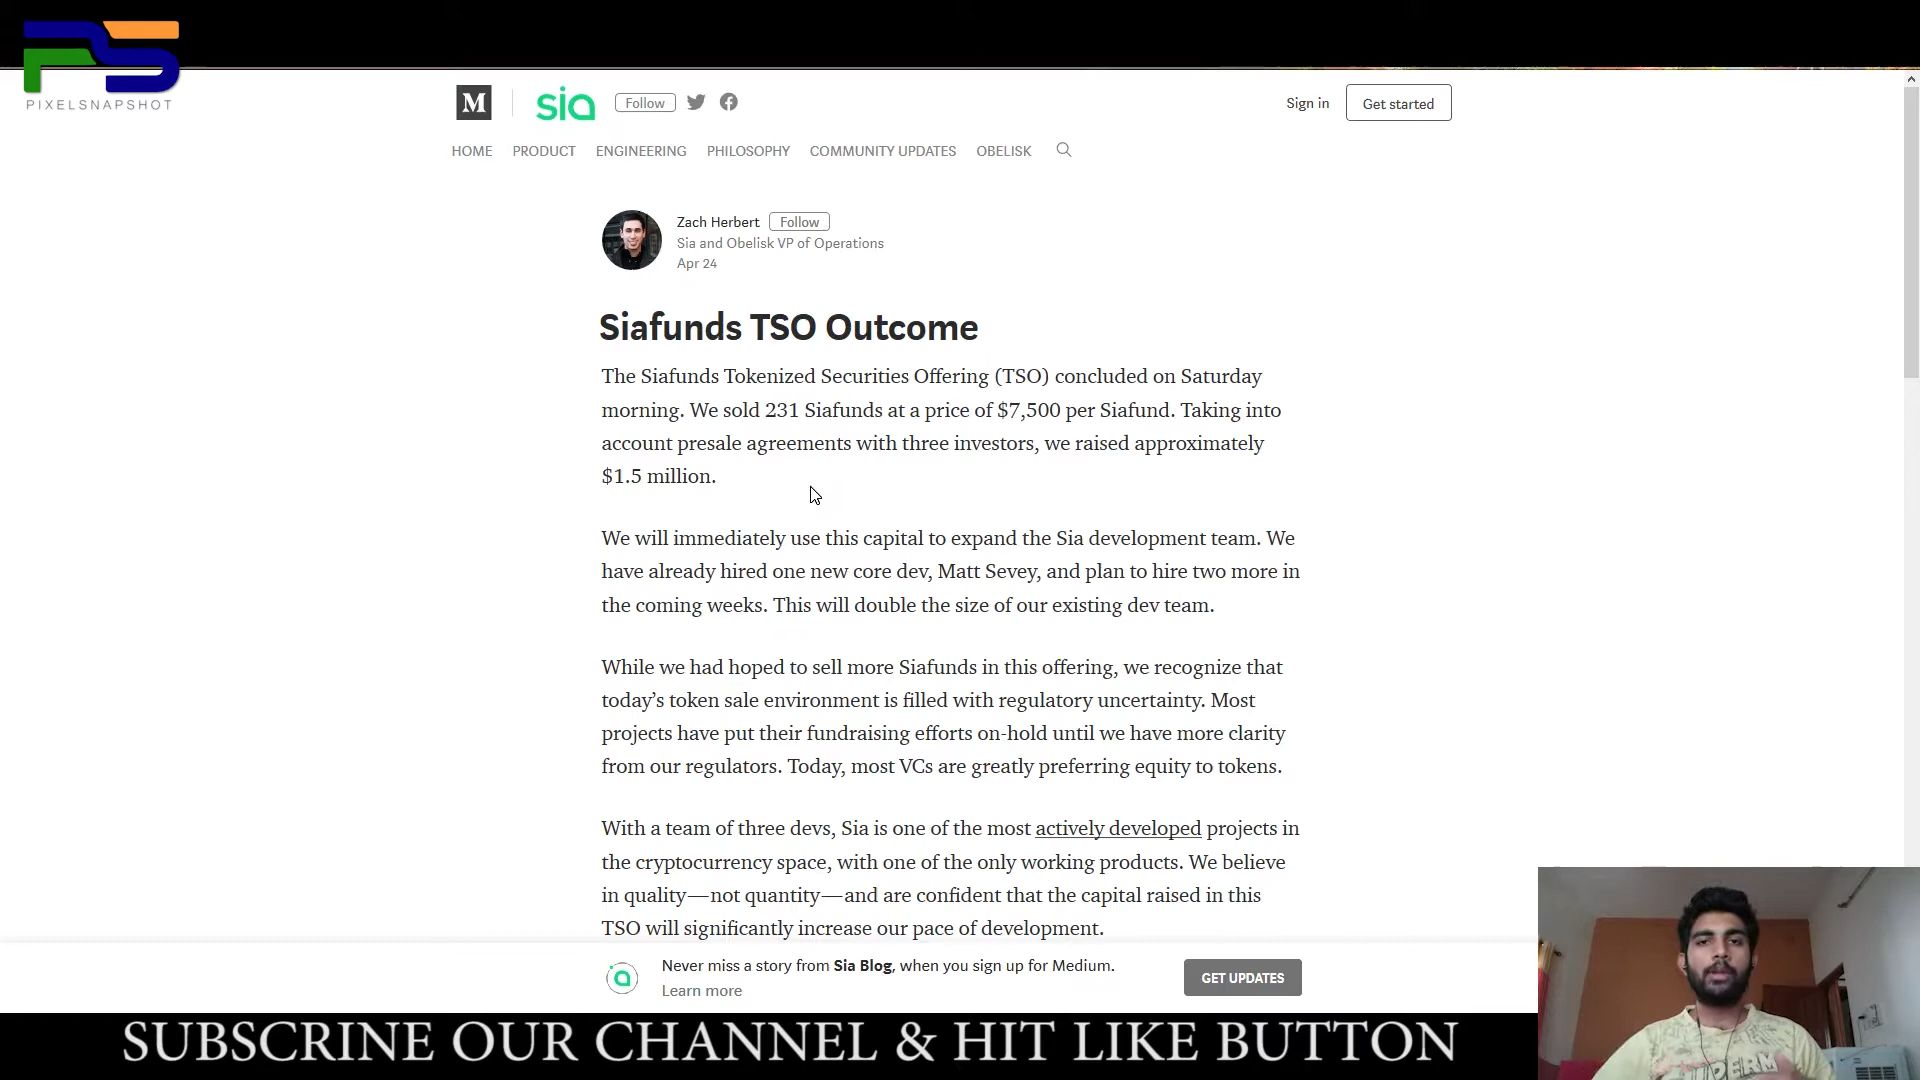 PS
PIXELSNAPSHOT
M
sia
Follow
Sign in
Get started
HOME
PRODUCT
ENGINEERING
PHILOSOPHY
COMMUNITY UPDATES
OBELISK
Zach Herbert
Follow
Sia and Obelisk VP of Operations
Apr 24
Siafunds TSO Outcome
The Siafunds Tokenized Securities Offering (TSO) concluded on Saturday
morning. We sold 231 Siafunds at a price of $7,500 per Siafund. Taking into
account presale agreements with three investors, we raised approximately
$1.5 million.
We will immediately use this capital to expand the Sia development team. We
have already hired one new core dev, Matt Sevey, and plan to hire two more in
the coming weeks. This will double the size of our existing dev team.
While we had hoped to sell more Siafunds in this offering, we recognize that
today’s token sale environment is filled with regulatory uncertainty. Most
projects have put their fundraising efforts on-hold until we have more clarity
from our regulators. Today, most VCs are greatly preferring equity to tokens.
With a team of three devs, Sia is one of the most actively developed projects in
the cryptocurrency space, with one of the only working products. We believe
in quality—not quantity—and are confident that the capital raised in this
TSO will significantly increase our pace of development.
Never miss a story from Sia Blog, when you sign up for Medium.
Learn more
GET UPDATES
SUBSCRINE OUR CHANNEL & HIT LIKE BUTTON